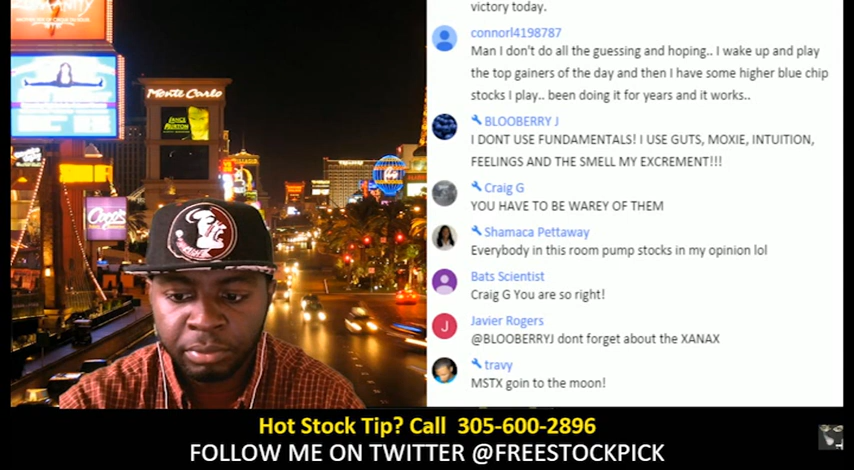 HUMANITY
Monte Carlo
LANCE
BURTON
Coco's
victory today.
connorl4198787
Man I don't do all the guessing and hoping.. I wake up and play
the top gainers of the day and then I have some higher blue chip
stocks I play.. been doing it for years and it works..
BLOOBERRY J
I DONT USE FUNDAMENTALS! I USE GUTS, MOXIE, INTUITION,
FEELINGS AND THE SMELL MY EXCREMENT!!!
Craig G
YOU HAVE TO BE WAREY OF THEM
Shamaca Pettaway
Everybody in this room pump stocks in my opinion lol
Bats Scientist
Craig G You are so right!
J
Javier Rogers
@BLOOBERRYJ dont forget about the XANAX
travy
MSTX goin to the moon!
Hot Stock Tip? Call 305-600-2896
FOLLOW ME ON TWITTER @FREESTOCKPICK